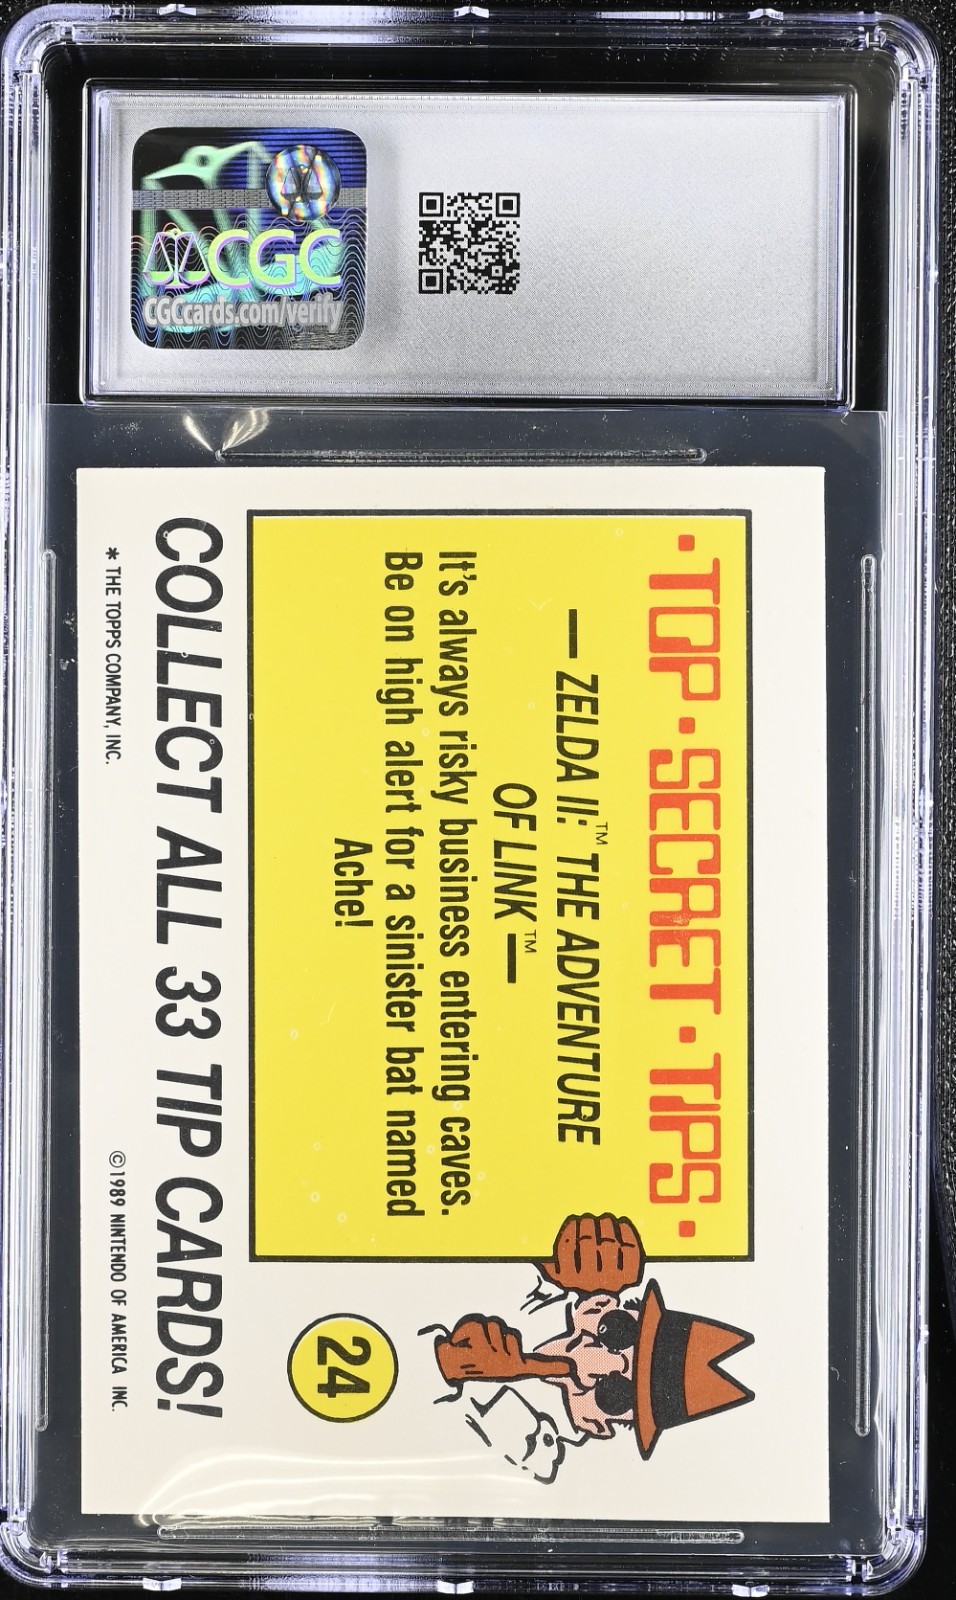 CGC
CGCcards.com/verify
·TOP·SECRET·TIPS·
— ZELDA II:™ THE ADVENTURE
OF LINK™ —
It's always risky business entering caves.
Be on high alert for a sinister bat named
Ache!
24
COLLECT ALL 33 TIP CARDS!
* THE TOPPS COMPANY, INC.
©1989 NINTENDO OF AMERICA INC.